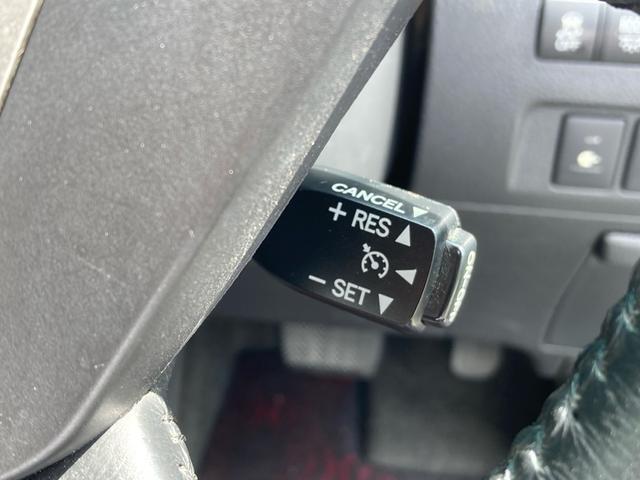 CANCEL ▼
+ RES ▲
− SET ▼